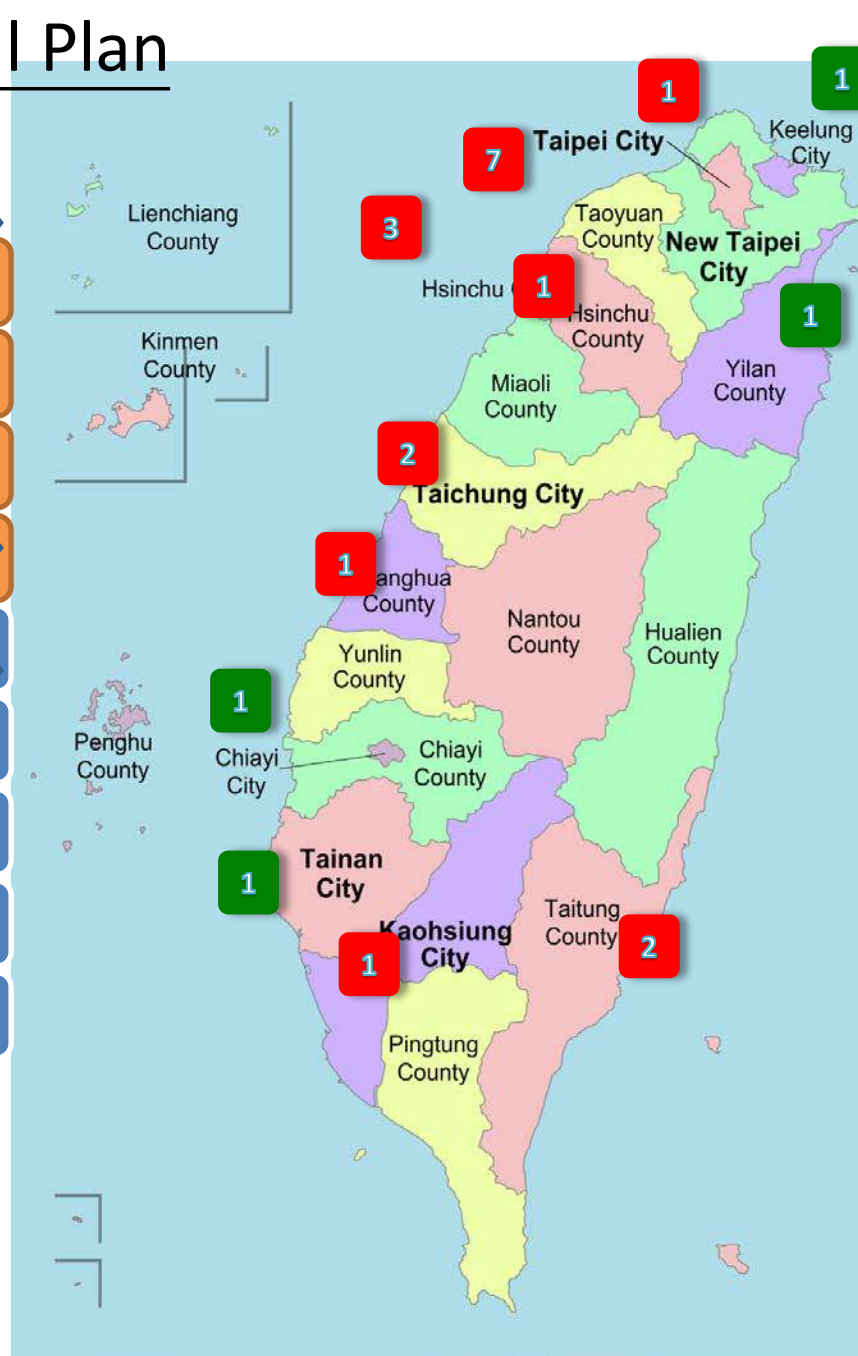 l Plan
1
1
Keelung
City
Taipei City
7
Lienchiang
County
3
Taoyuan
County
New Taipei
City
Hsinchu
1
Hsinchu
County
1
Kinmen
County
Yilan
County
Miaoli
County
2
Taichung City
1
anghua
County
Nantou
County
Hualien
County
Yunlin
County
1
Penghu
County
Chiayi
City
Chiayi
County
Tainan
City
1
Taitung
County
2
Kaohsiung
City
1
Pingtung
County